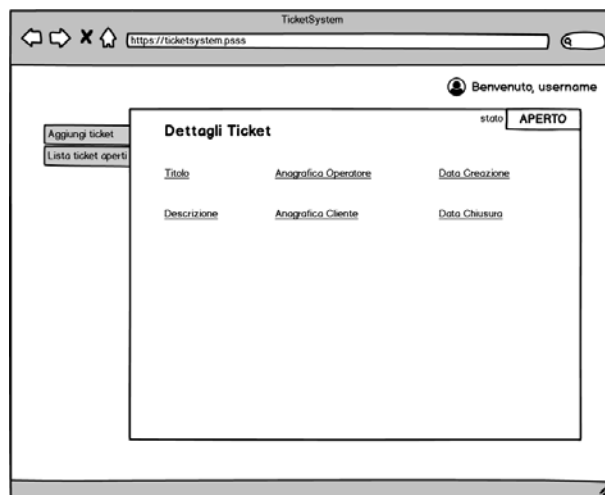 TicketSystem
https://ticketsystem.psss
Benvenuto, username
stato APERTO
Aggiungi ticket
Lista ticket aperti
Dettagli Ticket
Titolo Anagrafica Operatore Data Creazione
Descrizione Anagrafica Cliente Data Chiusura